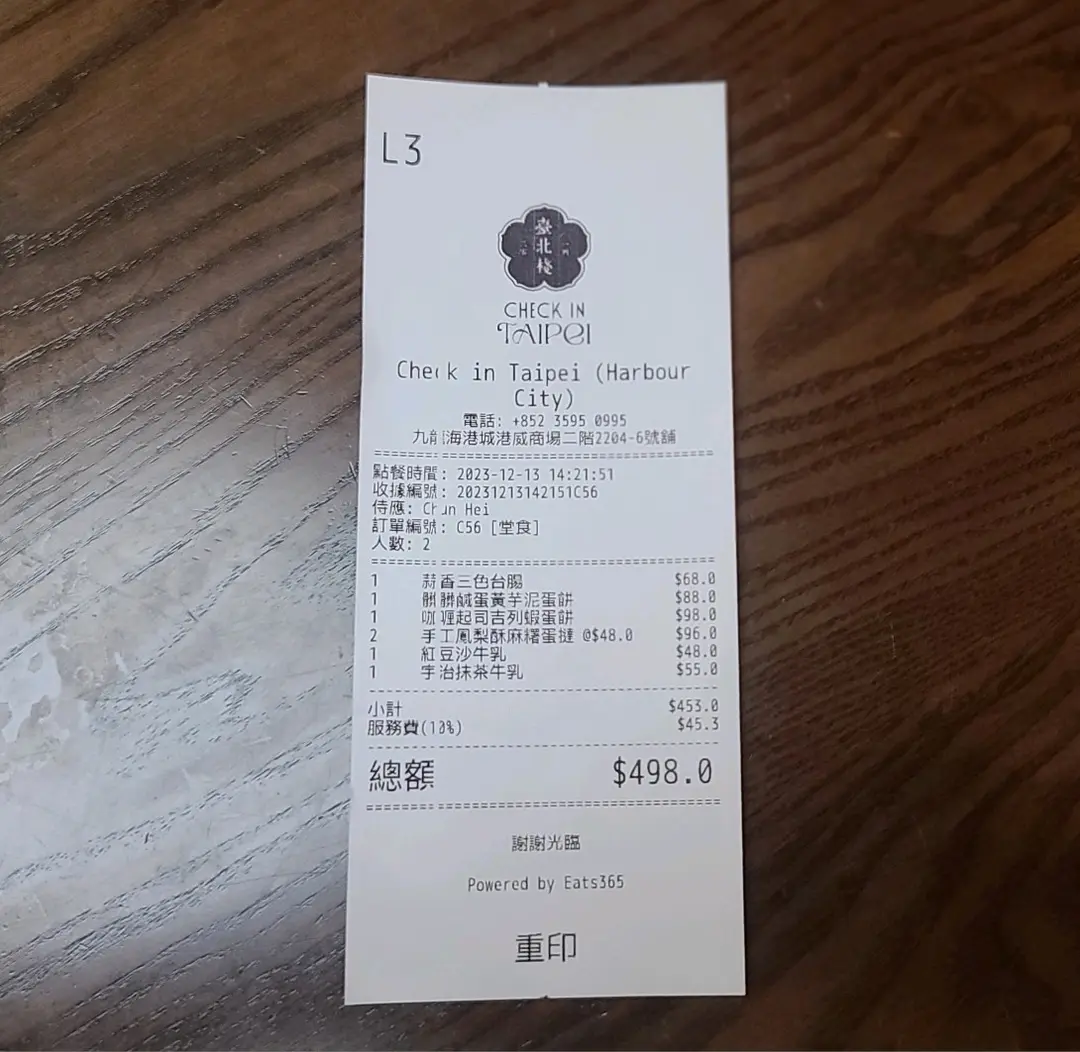 L3
臺北棧
CHECK IN
TAIPEI
Check in Taipei (Harbour
City)
電話: +852 3595 0995
九龍海港城港威商場二階2204-6號舖
點餐時間: 2023-12-13 14:21:51
收據編號: 20231213142151C56
侍應: Chun Hei
訂單編號: C56 [堂食]
人數: 2
1 蒜香三色台腸 $68.0
1 髒髒鹹蛋黃芋泥蛋餅 $88.0
1 咖喱起司吉列蝦蛋餅 $98.0
2 手工鳳梨酥麻糬蛋撻 @$48.0 $96.0
1 紅豆沙牛乳 $48.0
1 宇治抹茶牛乳 $55.0
小計 $453.0
服務費(10%) $45.3
總額 $498.0
謝謝光臨
Powered by Eats365
重印